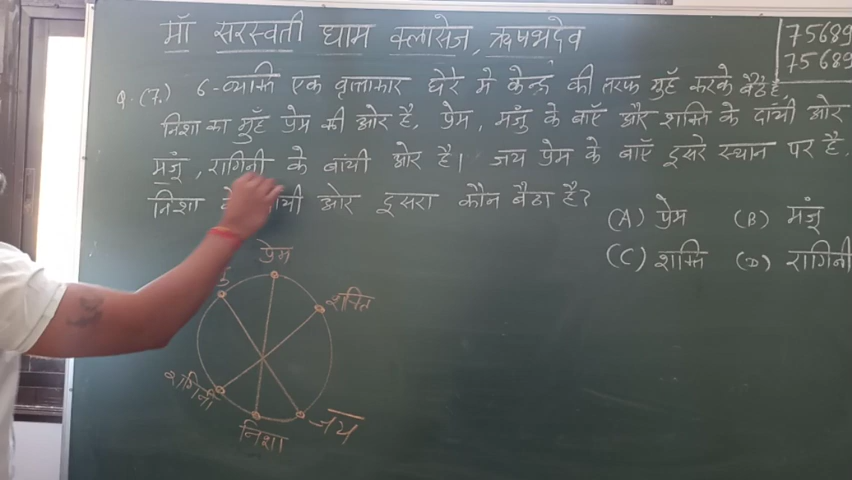 माँ सरस्वती धाम क्लासेज, ऋषभदेव
75689
75689
Q.(7.) 6-व्यक्ति एक वृत्ताकार घेरे मे केन्द्र की तरफ मुहँ करके बैठे है.
निशा का मुहँ प्रेम की ओर है, प्रेम, मंजू के बाएँ और शक्ति के दांयी ओर
मंजू, रागिनी के बांयी ओर है। जय प्रेम के बाएँ दुसरे स्थान पर है.
निशा यी ओर दुसरा कौन बैठा है?
(A) प्रेम (B) मंजू
(C) शक्ति (D) रागिनी
प्रेम
शक्ति
रागिनी
निशा
जय